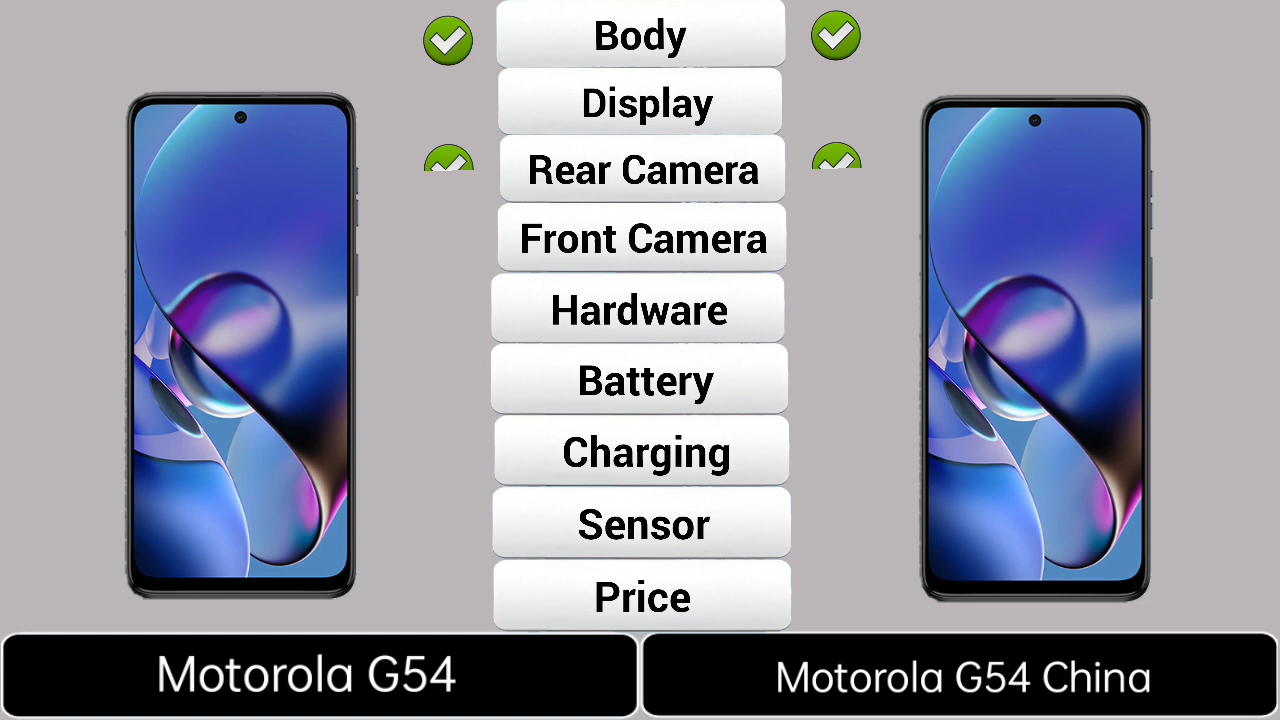 Body
Display
Rear Camera
Front Camera
Hardware
Battery
Charging
Sensor
Price
Motorola G54
Motorola G54 China